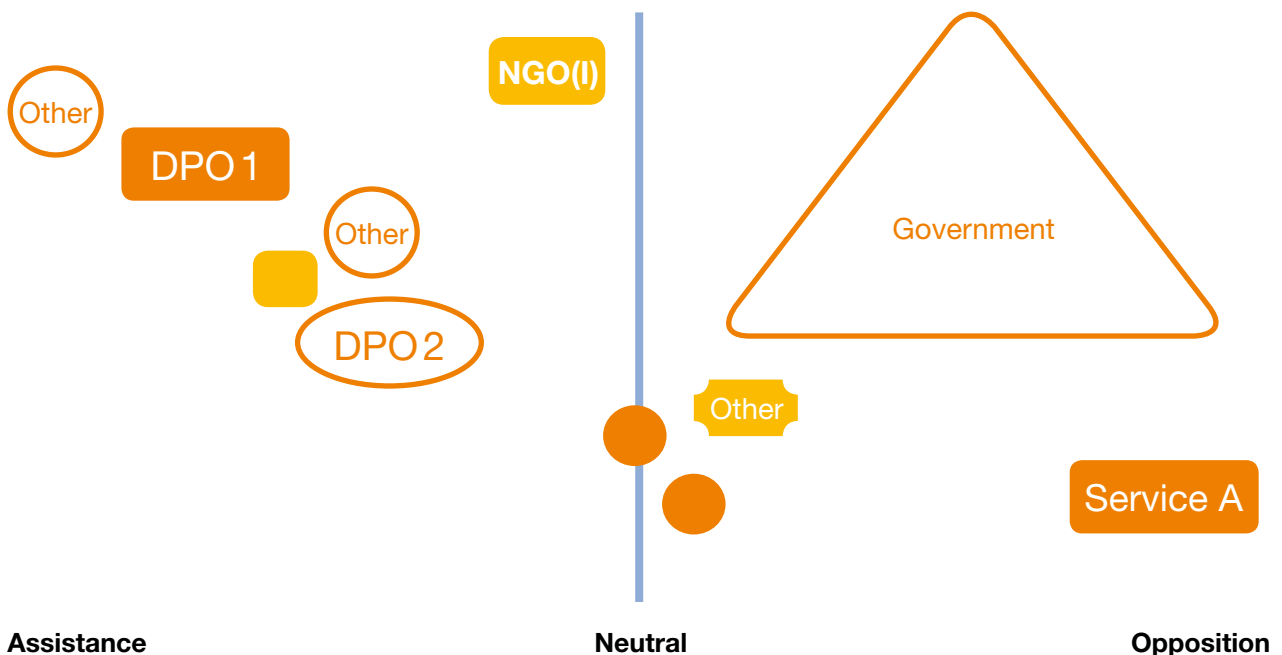 NGO(I)
Other
DPO 1
Other
Government
DPO 2
Other
Service A
Assistance
Neutral
Opposition